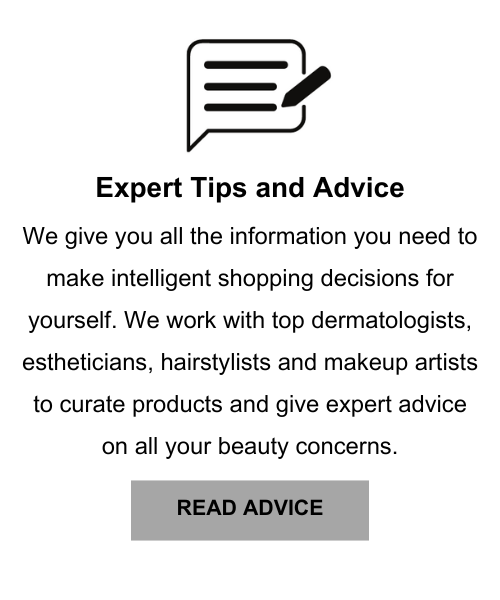 Expert Tips and Advice
We give you all the information you need to
make intelligent shopping decisions for
yourself. We work with top dermatologists,
estheticians, hairstylists and makeup artists
to curate products and give expert advice
on all your beauty concerns.
READ ADVICE